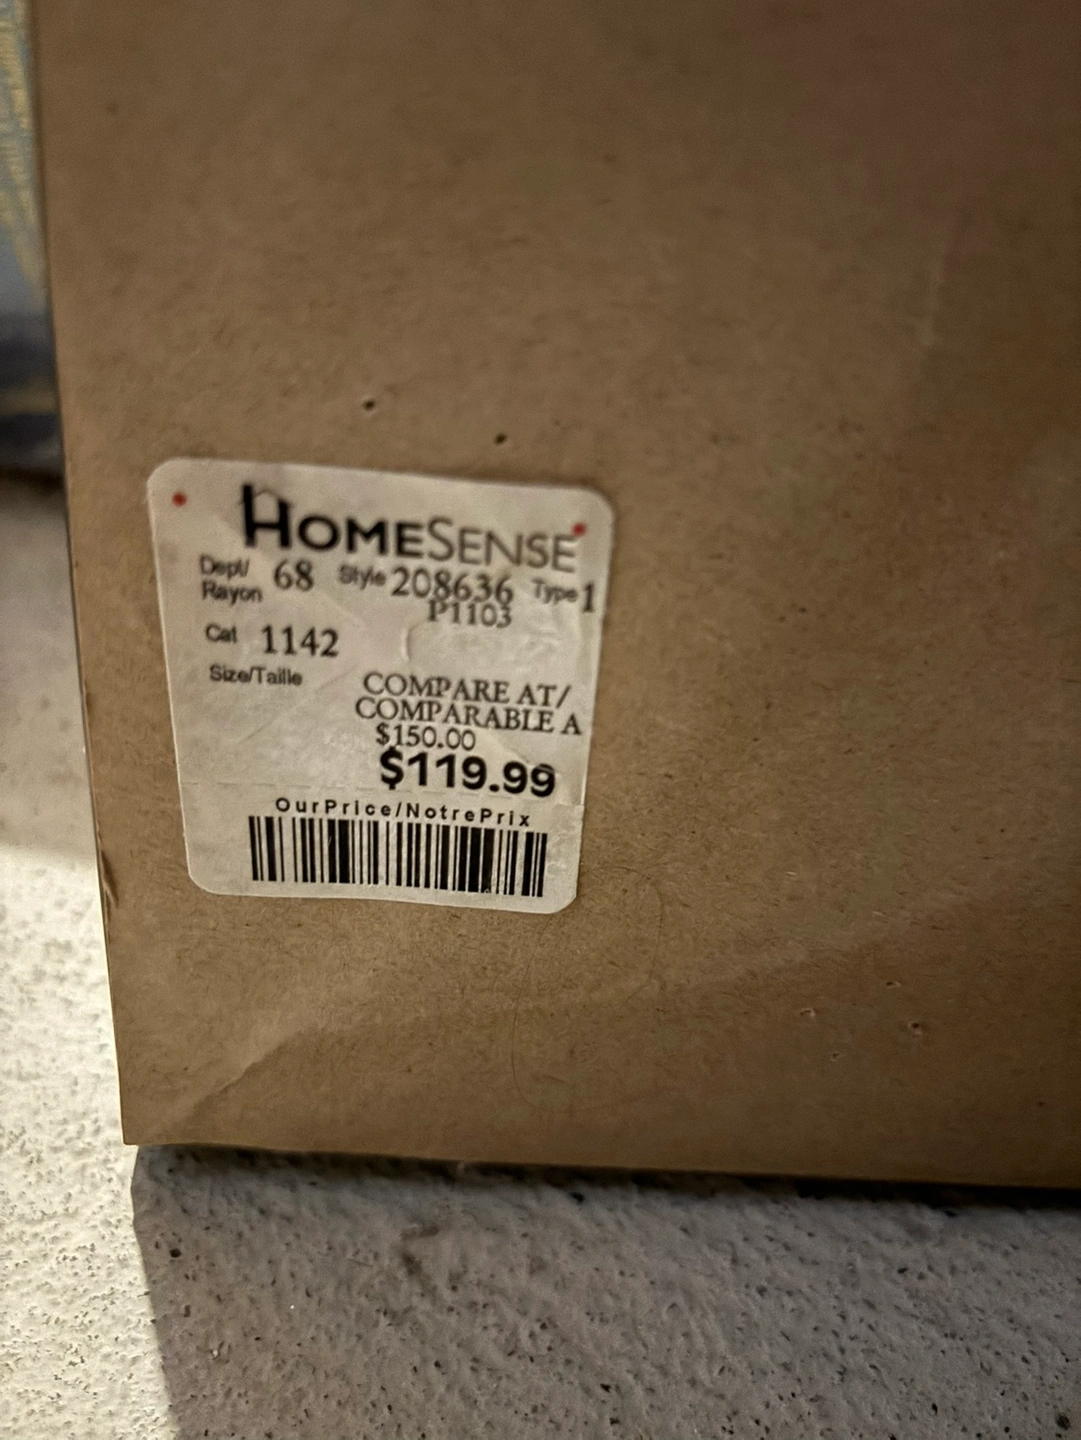 HOMESENSE
Dept/ Rayon 68 Style 208636 Type 1
P1103
Cat 1142
Size/Taille
COMPARE AT/
COMPARABLE A
$150.00
$119.99
OurPrice/NotrePrix